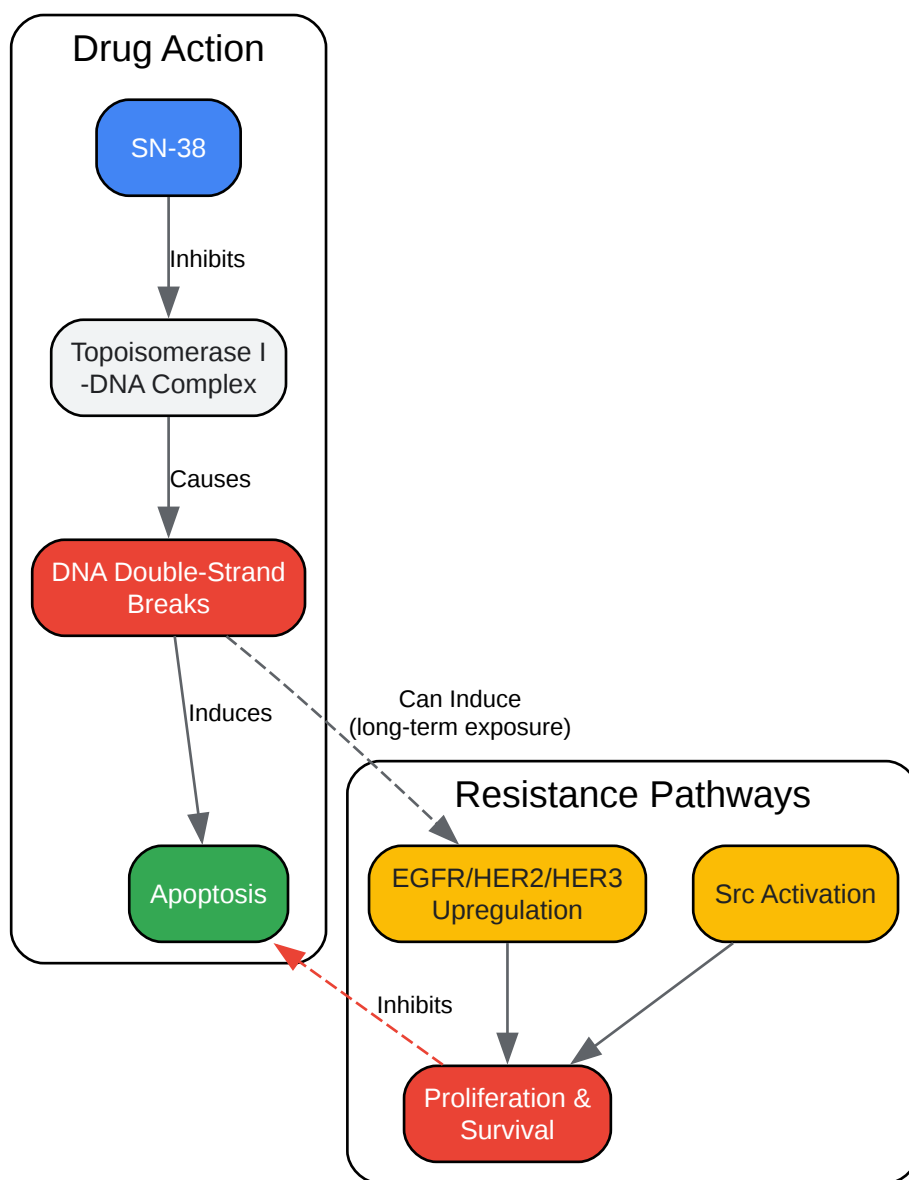 Drug Action
SN-38
Inhibits
Topoisomerase I
-DNA Complex
Causes
DNA Double-Strand
Breaks
Induces
Can Induce
(long-term exposure)
Apoptosis
Resistance Pathways
EGFR/HER2/HER3
Upregulation
Src Activation
Inhibits
Proliferation &
Survival